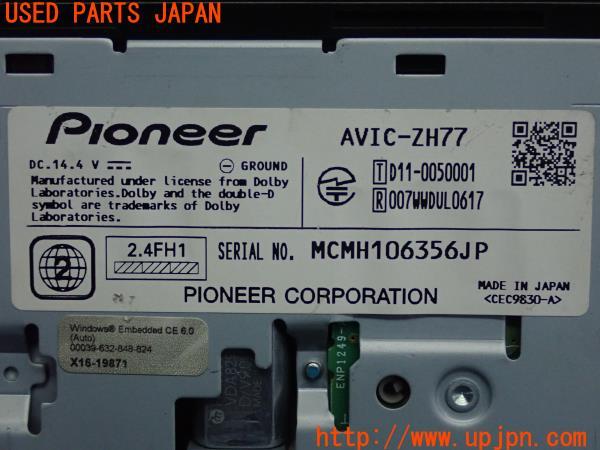 USED PARTS JAPAN
Pioneer
AVIC-ZH77
DC.14.4 V
GROUND
T D11-0050001
Manufactured under license from Dolby
Laboratories.Dolby and the double-D
symbol are trademarks of Dolby
Laboratories.
R 007WWDUL0617
2
2.4FH1
SERIAL NO. MCMH106356JP
MADE IN JAPAN
<CEC9830-A>
PIONEER CORPORATION
Windows® Embedded CE 6.0
(Auto)
00039-632-848-824
X16-19871
ENP1249-
http://www.upjpn.com/